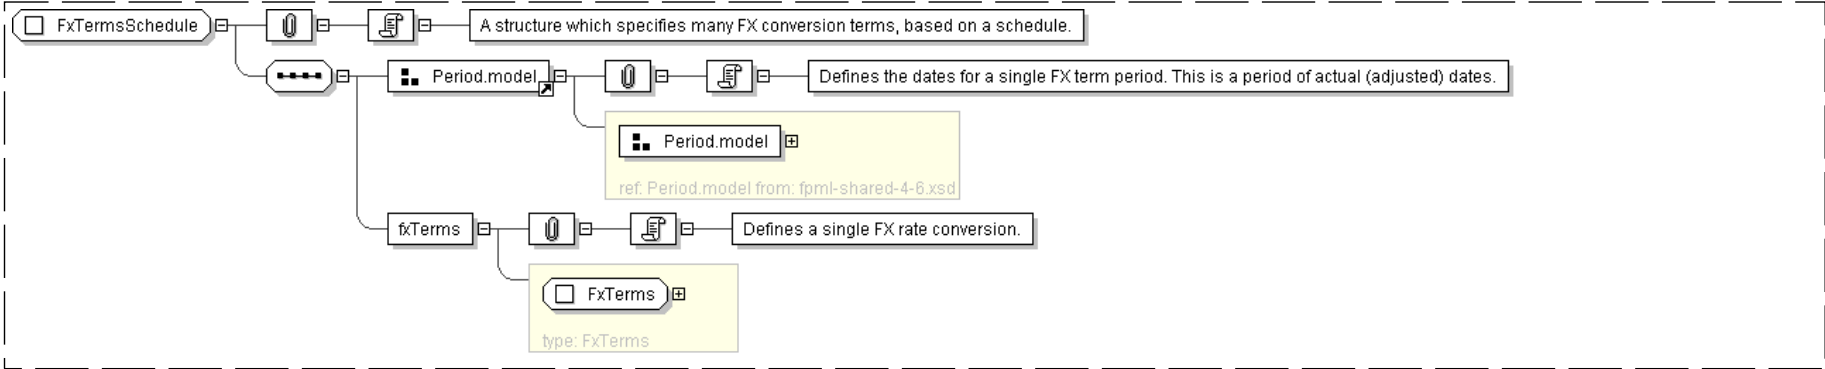 FxTermsSchedule
A structure which specifies many FX conversion terms, based on a schedule.
Period.model
Defines the dates for a single FX term period. This is a period of actual (adjusted) dates.
Period.model
ref: Period.model from: fpml-shared-4-6.xsd
fxTerms
Defines a single FX rate conversion.
FxTerms
type: FxTerms